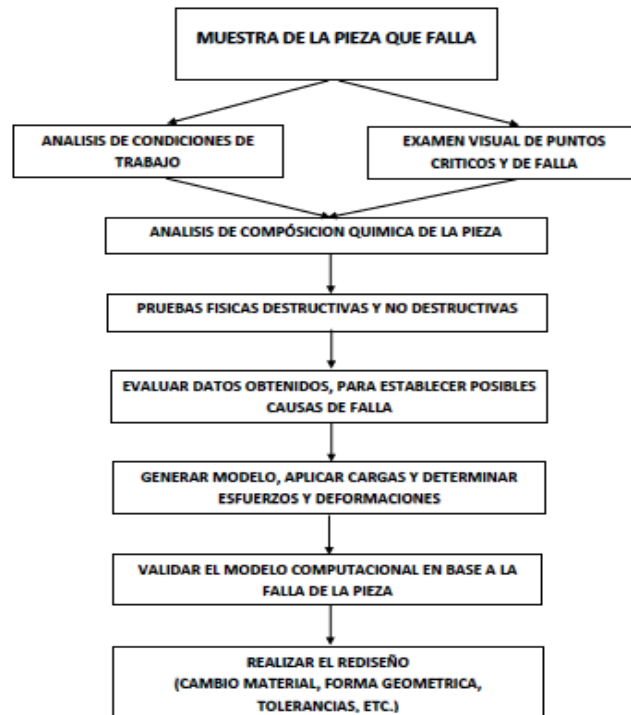 MUESTRA DE LA PIEZA QUE FALLA
ANALISIS DE CONDICIONES DE
TRABAJO
EXAMEN VISUAL DE PUNTOS
CRITICOS Y DE FALLA
ANALISIS DE COMPÓSICION QUIMICA DE LA PIEZA
PRUEBAS FISICAS DESTRUCTIVAS Y NO DESTRUCTIVAS
EVALUAR DATOS OBTENIDOS, PARA ESTABLECER POSIBLES
CAUSAS DE FALLA
GENERAR MODELO, APLICAR CARGAS Y DETERMINAR
ESFUERZOS Y DEFORMACIONES
VALIDAR EL MODELO COMPUTACIONAL EN BASE A LA
FALLA DE LA PIEZA
REALIZAR EL REDISEÑO
(CAMBIO MATERIAL, FORMA GEOMETRICA,
TOLERANCIAS, ETC.)